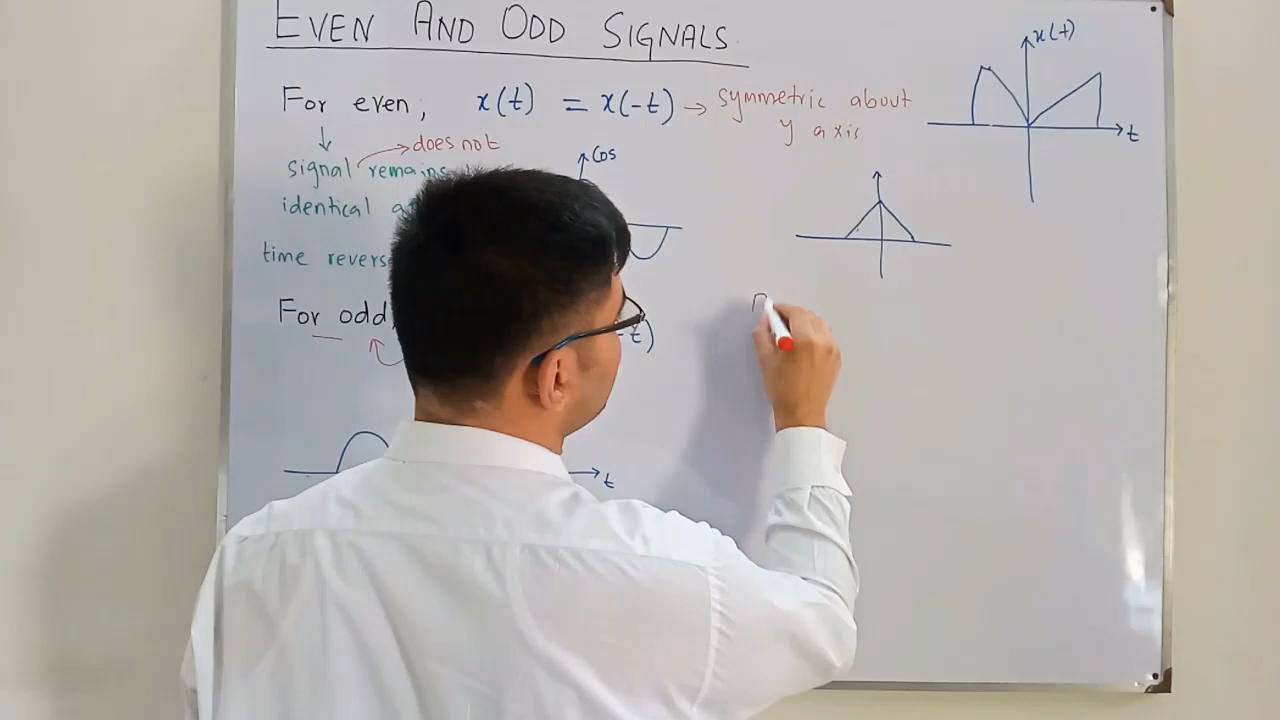 EVEN AND ODD SIGNALS
x(t)
For even; x(t) = x(-t) → symmetric about
y axis
t
does not
cos
signal remains
identical
time revers
For odd
t)
t